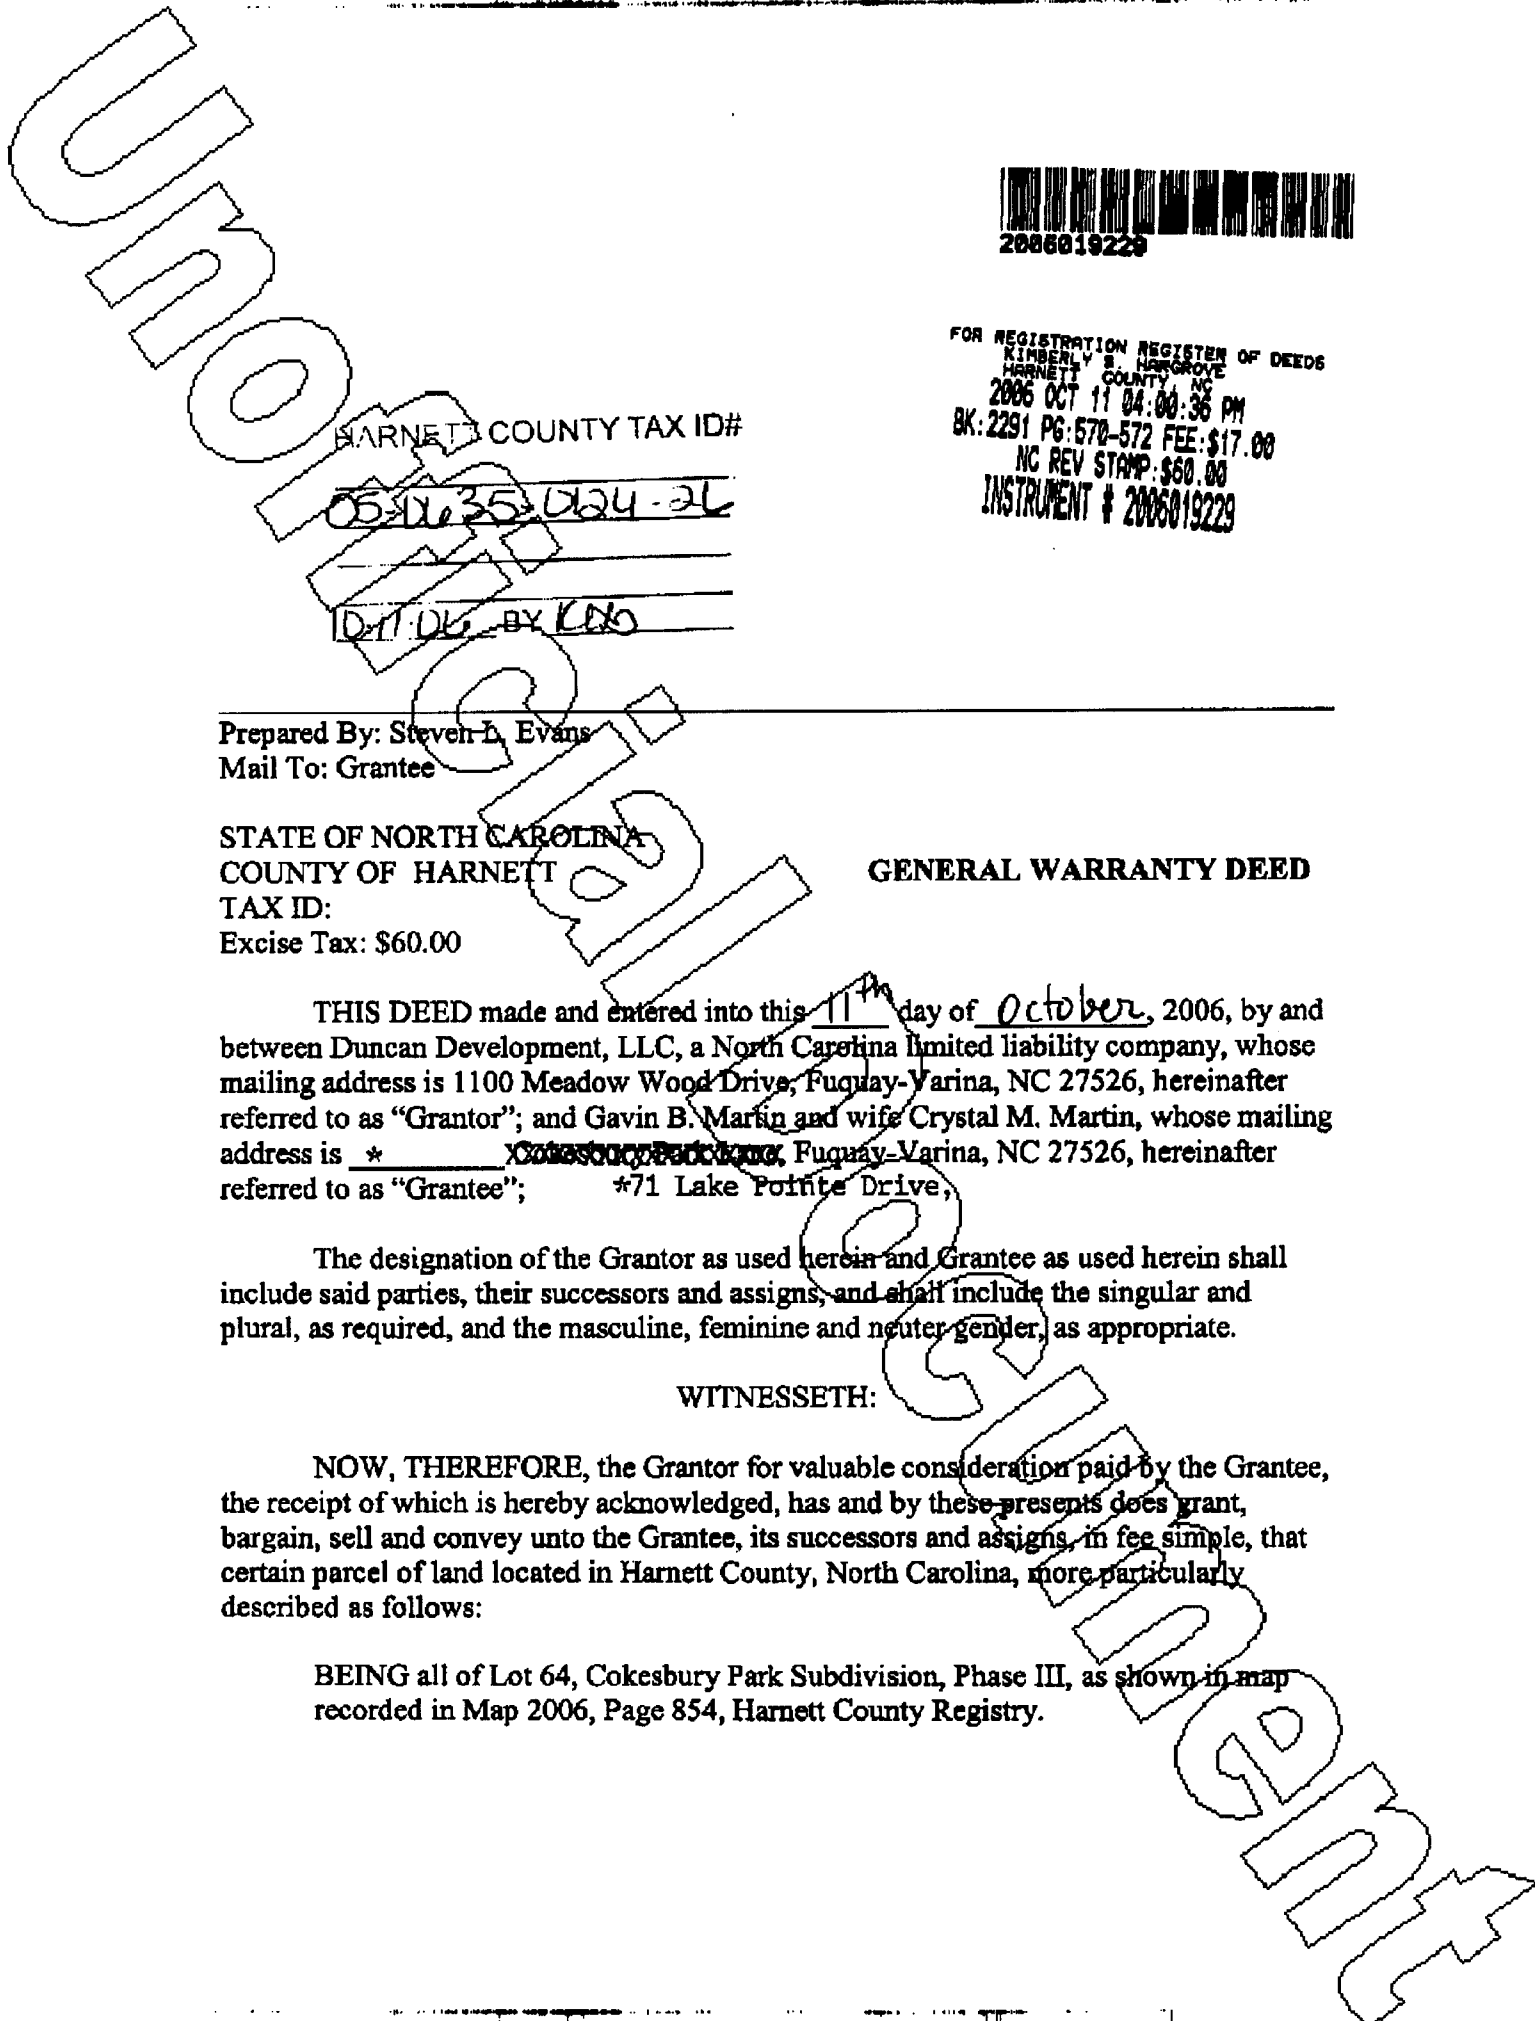 2006019229
FOR REGISTRATION REGISTER OF DEEDS
KIMBERLY S. HARGROVE
HARNETT COUNTY, NC
2006 OCT 11 04:00:36 PM
BK:2291 PG:570-572 FEE:$17.00
NC REV STAMP:$60.00
INSTRUMENT # 2006019229
HARNETT COUNTY TAX ID#
05-0635-0124-26
10-11-06 BY
Prepared By: Steven L. Evans
Mail To: Grantee
STATE OF NORTH CAROLINA
COUNTY OF HARNETT GENERAL WARRANTY DEED
TAX ID:
Excise Tax: $60.00
THIS DEED made and entered into this 11th day of October, 2006, by and
between Duncan Development, LLC, a North Carolina limited liability company, whose
mailing address is 1100 Meadow Wood Drive, Fuquay-Varina, NC 27526, hereinafter
referred to as “Grantor”; and Gavin B. Martin and wife Crystal M. Martin, whose mailing
address is * Fuquay-Varina, NC 27526, hereinafter
referred to as “Grantee”; *71 Lake Pointe Drive,
The designation of the Grantor as used herein and Grantee as used herein shall
include said parties, their successors and assigns, and shall include the singular and
plural, as required, and the masculine, feminine and neuter gender, as appropriate.
WITNESSETH:
NOW, THEREFORE, the Grantor for valuable consideration paid by the Grantee,
the receipt of which is hereby acknowledged, has and by these presents does grant,
bargain, sell and convey unto the Grantee, its successors and assigns, in fee simple, that
certain parcel of land located in Harnett County, North Carolina, more particularly
described as follows:
BEING all of Lot 64, Cokesbury Park Subdivision, Phase III, as shown in map
recorded in Map 2006, Page 854, Harnett County Registry.
Unofficial Document